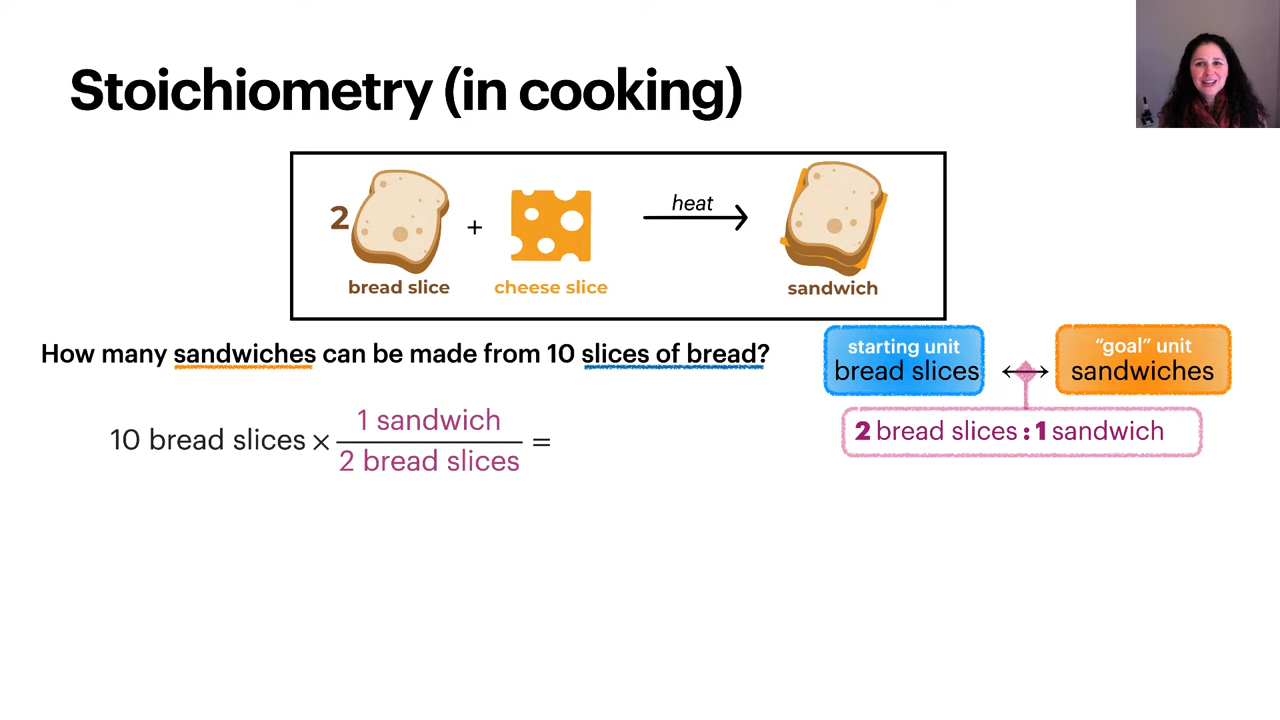 Stoichiometry (in cooking)
2
+
heat
bread slice
cheese slice
sandwich
How many sandwiches can be made from 10 slices of bread?
starting unit
bread slices
“goal” unit
sandwiches
2 bread slices : 1 sandwich
10 bread slices × 1 sandwich
2 bread slices =